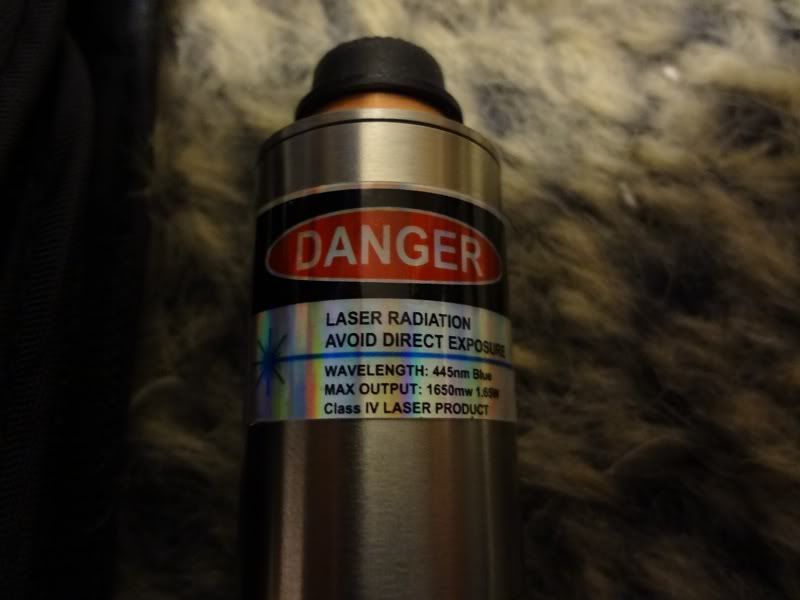 DANGER
LASER RADIATION
AVOID DIRECT EXPOSURE
WAVELENGTH: 445nm Blue
MAX OUTPUT: 1650mw 1.65W
Class IV LASER PRODUCT